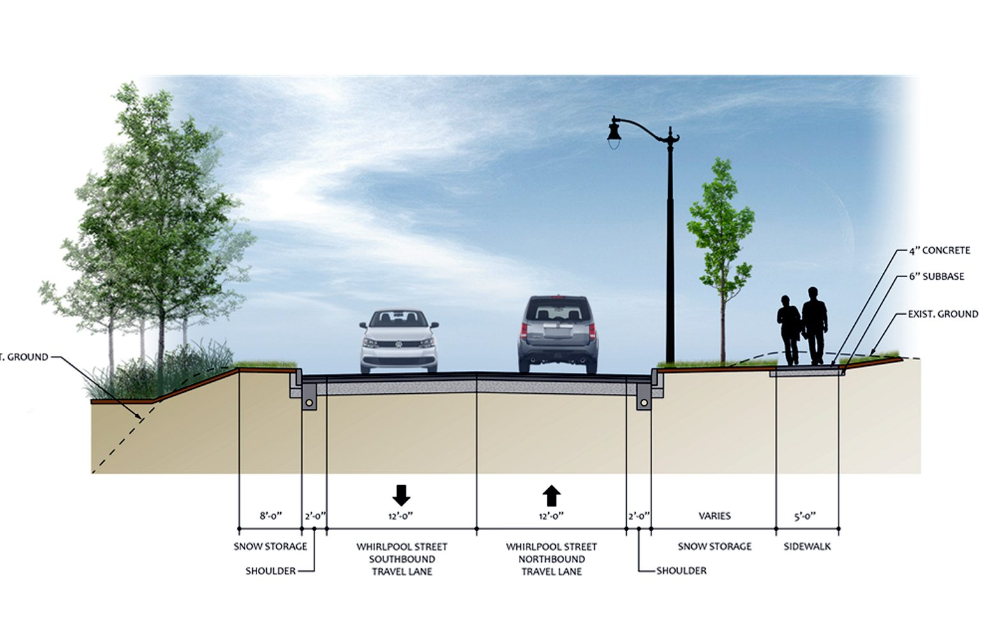 4" CONCRETE
6" SUBBASE
EXIST. GROUND
T. GROUND
8'-0" 2'-0" 12'-0" 12'-0" 2'-0" VARIES 5'-0"
SNOW STORAGE
SHOULDER
WHIRLPOOL STREET
SOUTHBOUND
TRAVEL LANE
WHIRLPOOL STREET
NORTHBOUND
TRAVEL LANE
SHOULDER
SNOW STORAGE
SIDEWALK